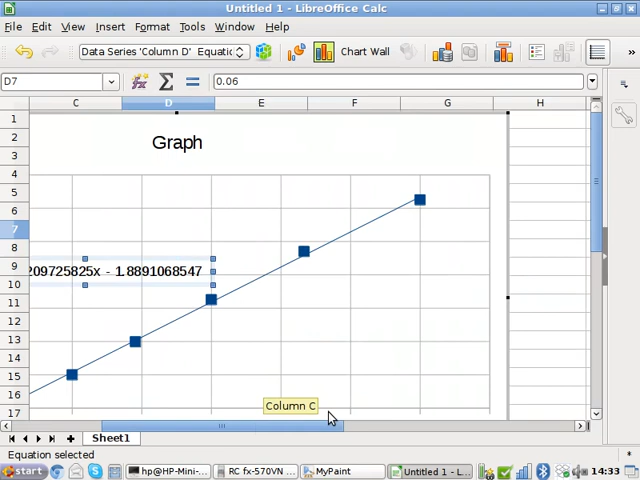 Untitled 1 - LibreOffice Calc
File Edit View Insert Format Tools Window Help
Data Series 'Column D' Equatic Chart Wall
D7 0.06
C D E F G H
1
2
3
4
5
6
7
8
9
10
11
12
13
14
15
16
17
Graph
209725825x - 1.8891068547
Column C
Sheet1
Equation selected
start hp@HP-Mini-... RC fx-570VN ... MyPaint Untitled 1 - L... 14:33